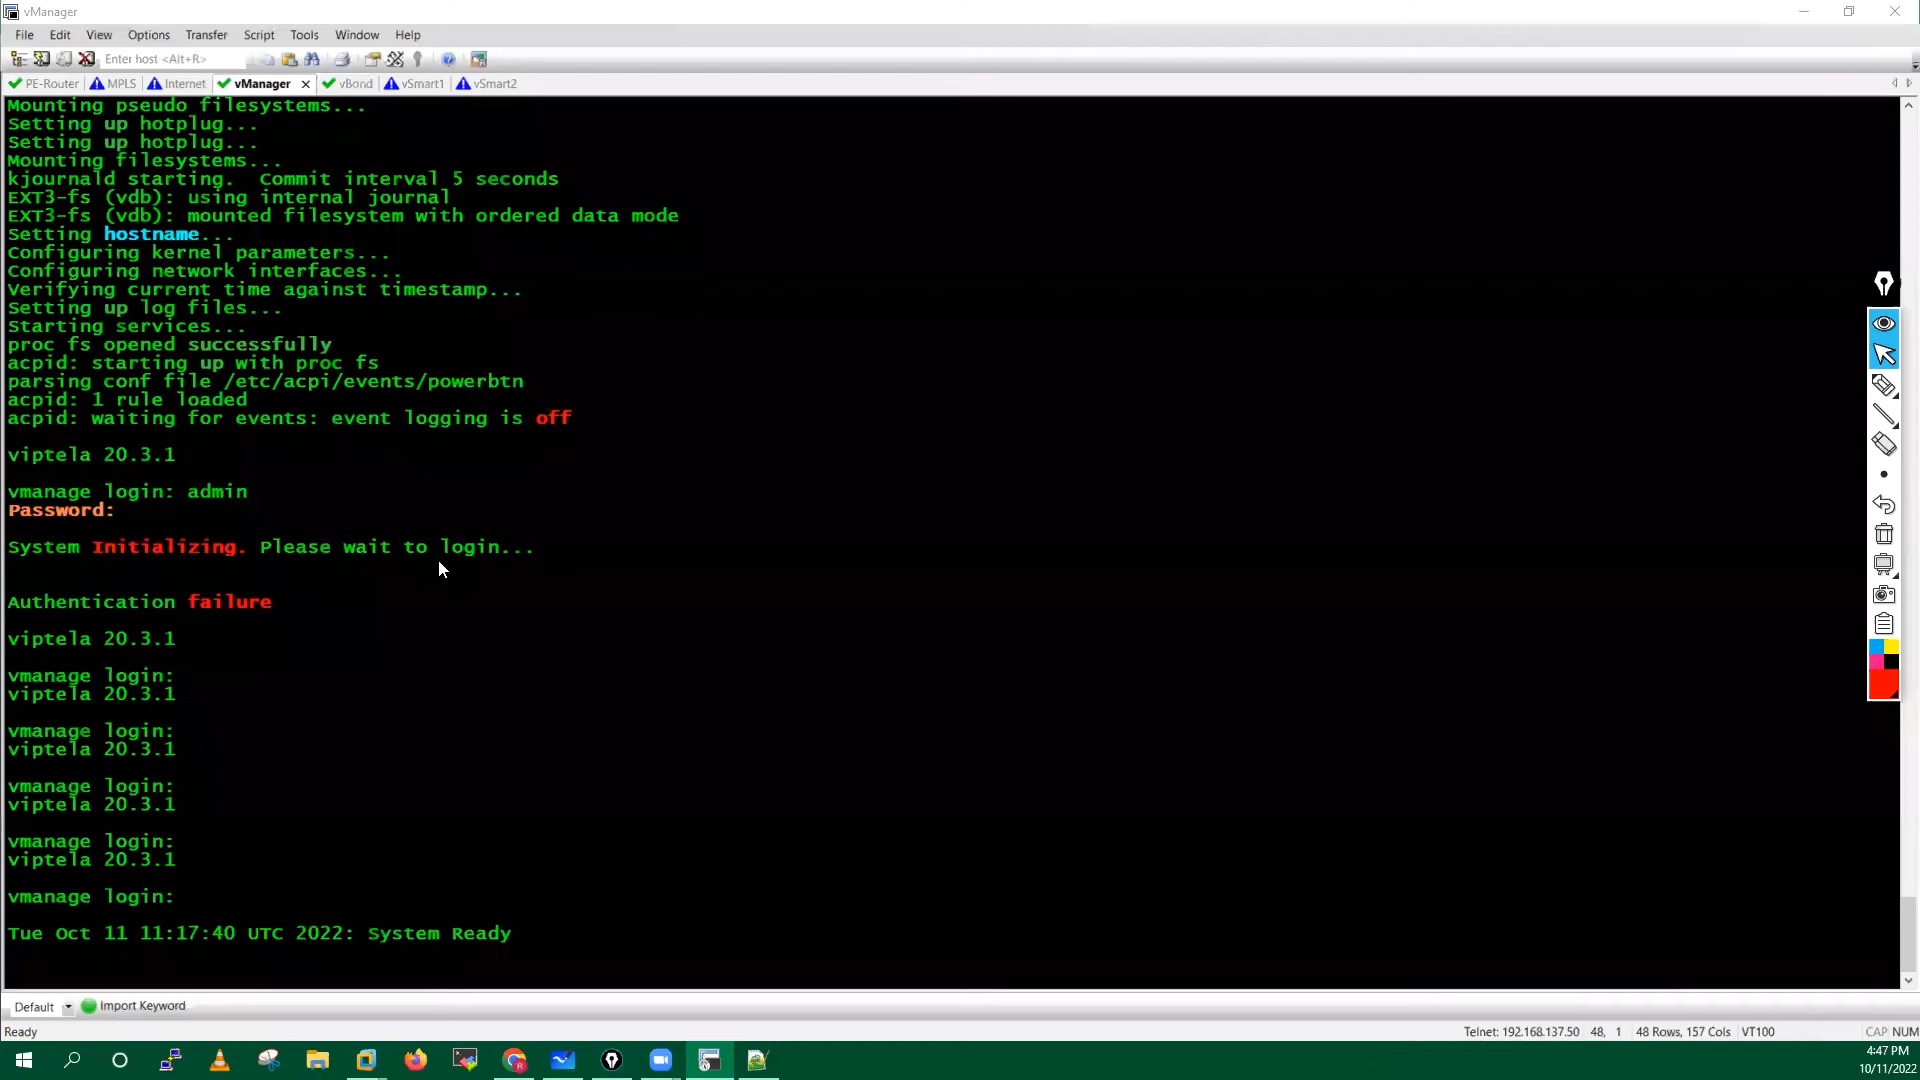 vManager
File Edit View Options Transfer Script Tools Window Help
Enter host <Alt+R>
PE-Router MPLS Internet vManager vBond vSmart1 vSmart2
Mounting pseudo filesystems...
Setting up hotplug...
Setting up hotplug...
Mounting filesystems...
kjournald starting.  Commit interval 5 seconds
EXT3-fs (vdb): using internal journal
EXT3-fs (vdb): mounted filesystem with ordered data mode
Setting hostname...
Configuring kernel parameters...
Configuring network interfaces...
Verifying current time against timestamp...
Setting up log files...
Starting services...
proc fs opened successfully
acpid: starting up with proc fs
parsing conf file /etc/acpi/events/powerbtn
acpid: 1 rule loaded
acpid: waiting for events: event logging is off
viptela 20.3.1
vmanage login: admin
Password:
System Initializing. Please wait to login...
Authentication failure
viptela 20.3.1
vmanage login:
viptela 20.3.1
vmanage login:
viptela 20.3.1
vmanage login:
viptela 20.3.1
vmanage login:
viptela 20.3.1
vmanage login:
Tue Oct 11 11:17:40 UTC 2022: System Ready
Default Import Keyword
Ready Telnet: 192.168.137.50 48, 1 48 Rows, 157 Cols VT100 CAP NUM
4:47 PM
10/11/2022